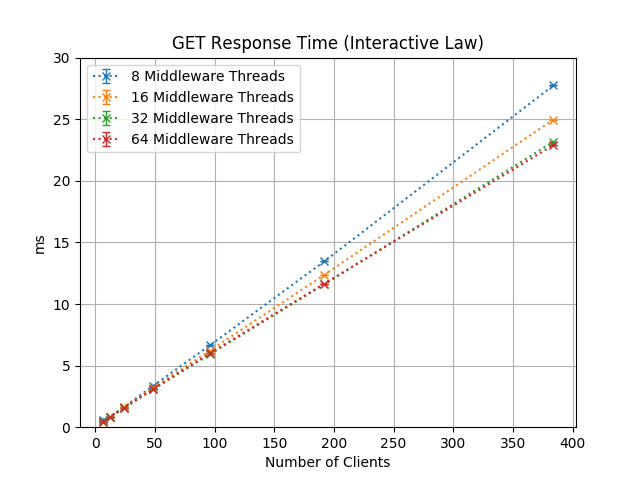 GET Response Time (Interactive Law)
30
25
20
15
10
5
0
ms
8 Middleware Threads
16 Middleware Threads
32 Middleware Threads
64 Middleware Threads
0 50 100 150 200 250 300 350 400
Number of Clients